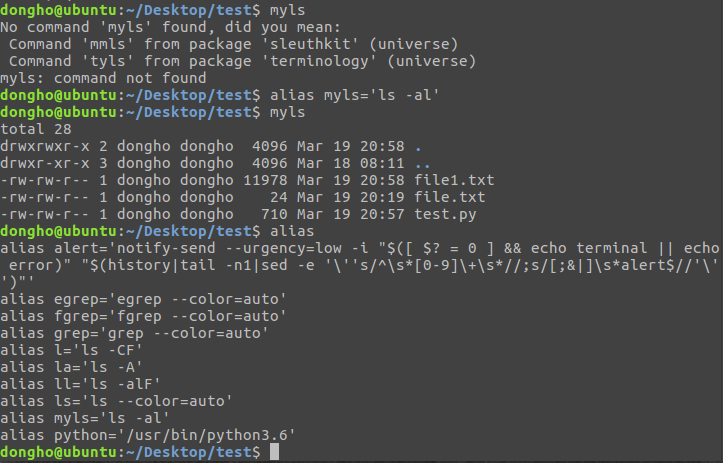 dongho@ubuntu:~/Desktop/test$ myls
No command 'myls' found, did you mean:
 Command 'mmls' from package 'sleuthkit' (universe)
 Command 'tyls' from package 'terminology' (universe)
myls: command not found
dongho@ubuntu:~/Desktop/test$ alias myls='ls -al'
dongho@ubuntu:~/Desktop/test$ myls
total 28
drwxrwxr-x 2 dongho dongho  4096 Mar 19 20:58 .
drwxr-xr-x 3 dongho dongho  4096 Mar 18 08:11 ..
-rw-rw-r-- 1 dongho dongho 11978 Mar 19 20:58 file1.txt
-rw-rw-r-- 1 dongho dongho    24 Mar 19 20:19 file.txt
-rw-rw-r-- 1 dongho dongho   710 Mar 19 20:57 test.py
dongho@ubuntu:~/Desktop/test$ alias
alias alert='notify-send --urgency=low -i "$([ $? = 0 ] && echo terminal || echo
 error)" "$(history|tail -n1|sed -e '\''s/^\s*[0-9]\+\s*//;s/[;&|]\s*alert$//'\'
')"'
alias egrep='egrep --color=auto'
alias fgrep='fgrep --color=auto'
alias grep='grep --color=auto'
alias l='ls -CF'
alias la='ls -A'
alias ll='ls -alF'
alias ls='ls --color=auto'
alias myls='ls -al'
alias python='/usr/bin/python3.6'
dongho@ubuntu:~/Desktop/test$